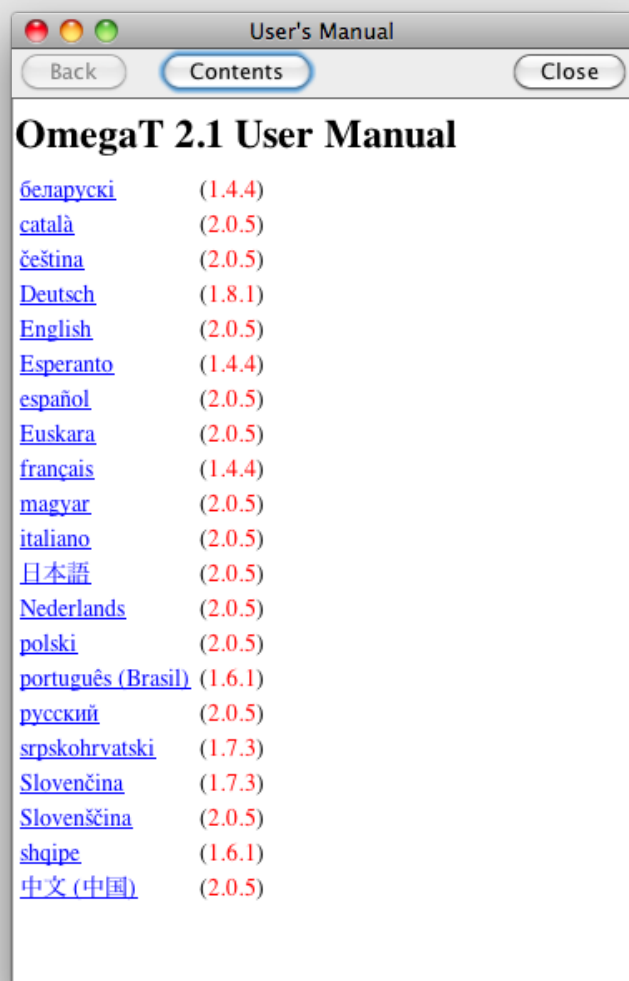 User's Manual
Back Contents Close
OmegaT 2.1 User Manual
беларускі (1.4.4)
català (2.0.5)
čeština (2.0.5)
Deutsch (1.8.1)
English (2.0.5)
Esperanto (1.4.4)
español (2.0.5)
Euskara (2.0.5)
français (1.4.4)
magyar (2.0.5)
italiano (2.0.5)
日本語 (2.0.5)
Nederlands (2.0.5)
polski (2.0.5)
português (Brasil) (1.6.1)
русский (2.0.5)
srpskohrvatski (1.7.3)
Slovenčina (1.7.3)
Slovenščina (2.0.5)
shqipe (1.6.1)
中文 (中国) (2.0.5)